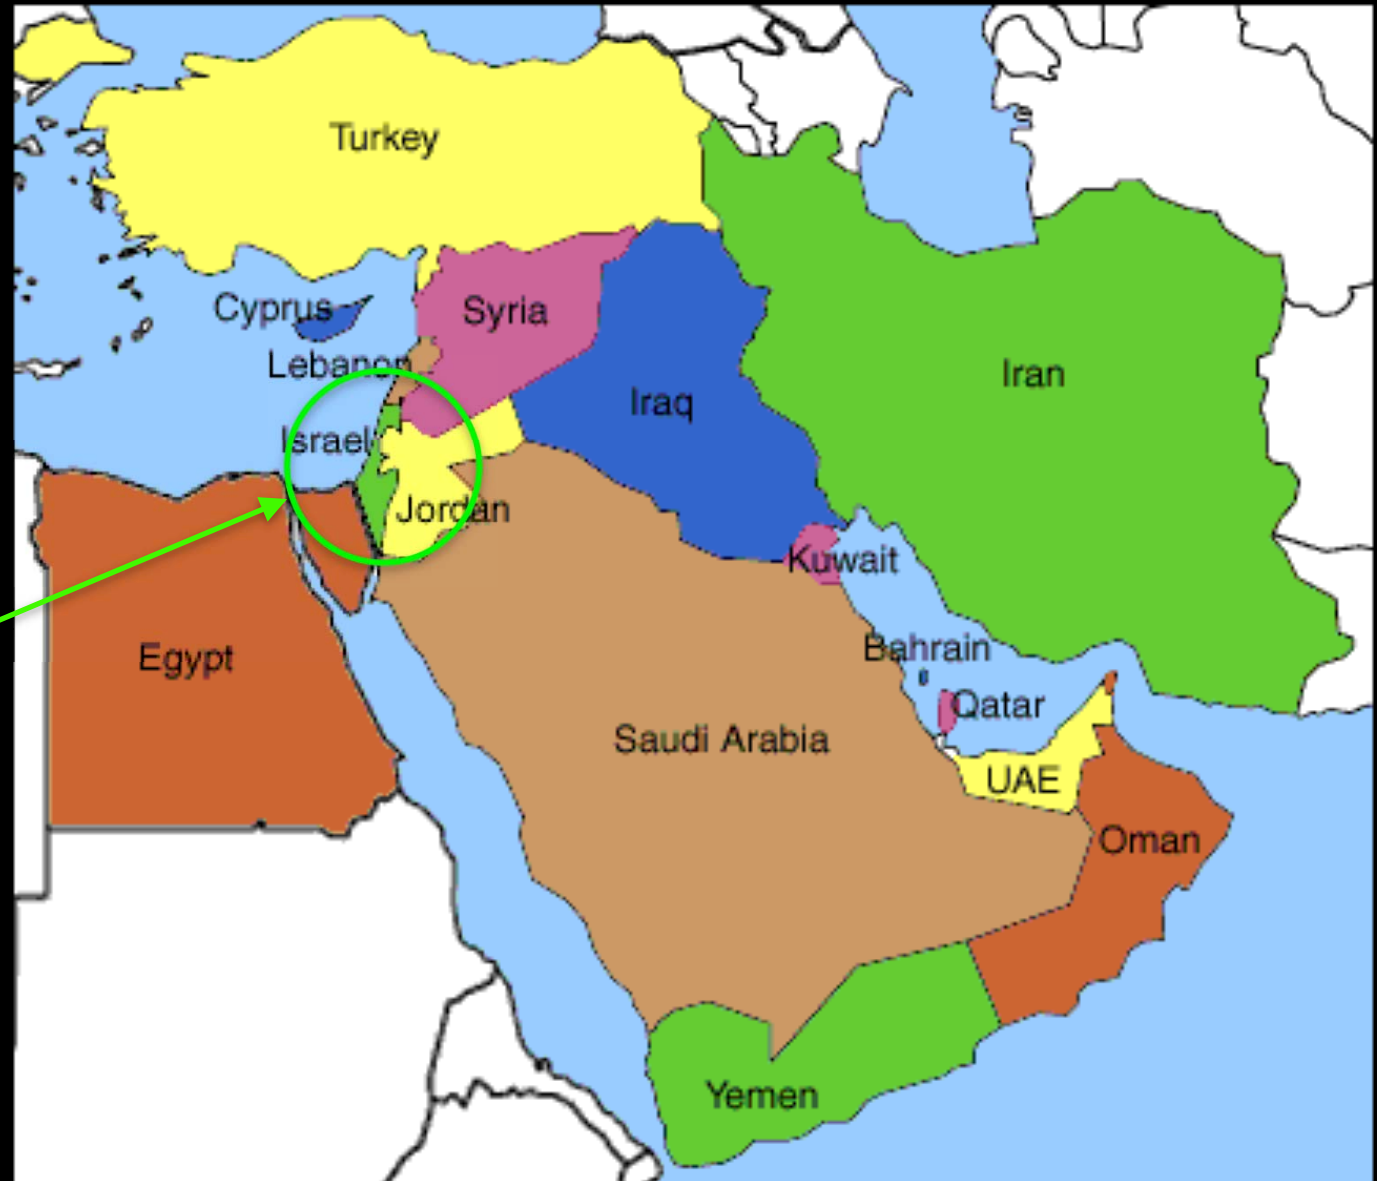 Turkey
Cyprus
Syria
Lebanon
Iraq
Iran
Israel
Jordan
Kuwait
Egypt
Bahrain
Qatar
Saudi Arabia
UAE
Oman
Yemen